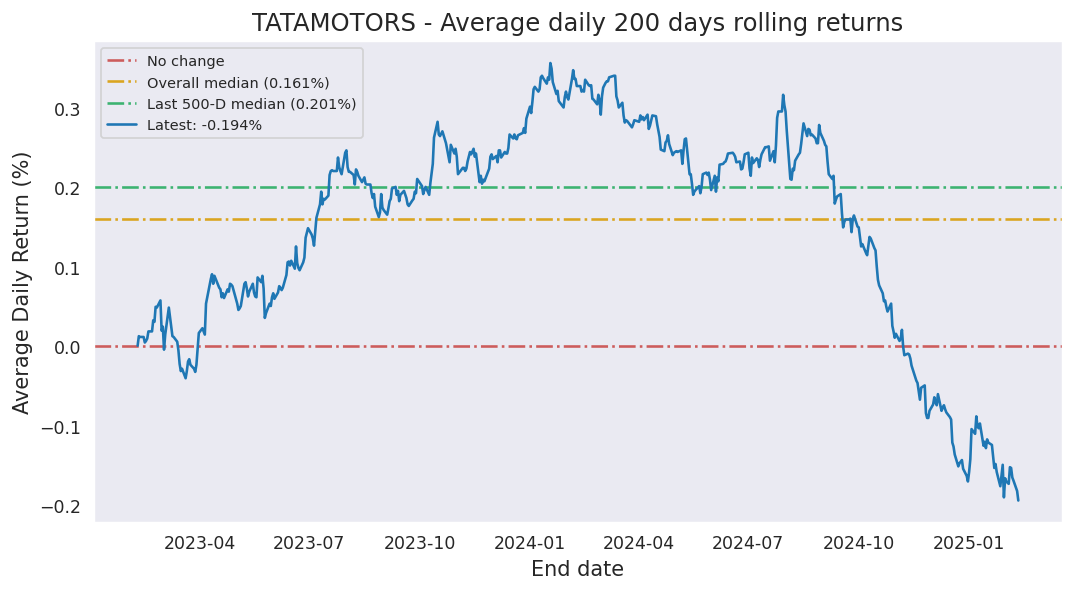 TATAMOTORS - Average daily 200 days rolling returns
No change
Overall median (0.161%)
Last 500-D median (0.201%)
Latest: -0.194%
Average Daily Return (%)
0.3
0.2
0.1
0.0
−0.1
−0.2
2023-04 2023-07 2023-10 2024-01 2024-04 2024-07 2024-10 2025-01
End date